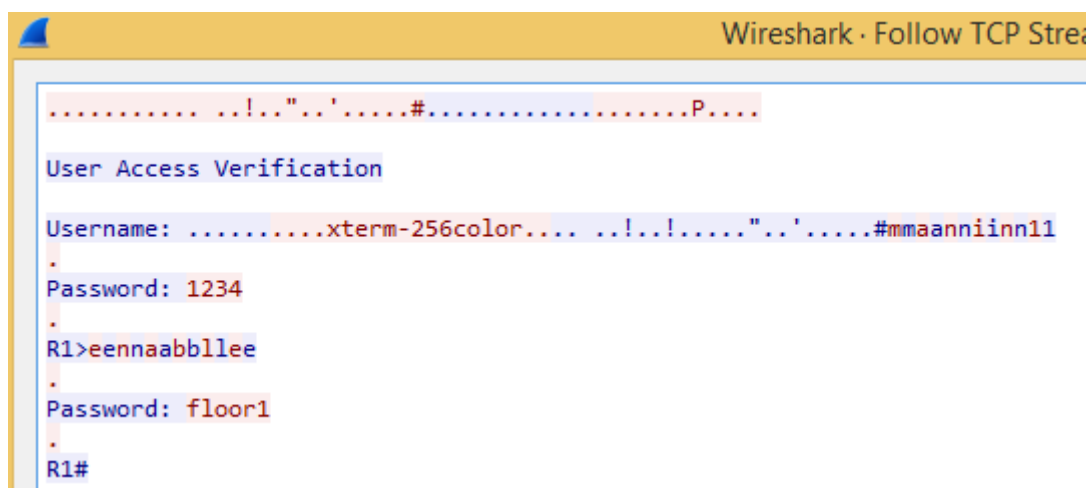 Wireshark · Follow TCP Strea
........... ..!.."..'.....#............ .......P....
User Access Verification
Username: ..........xterm-256color.... ..!..!....."..'.....#mmaanniinn11
.
Password: 1234
.
R1>eennaabbllee
.
Password: floor1
.
R1#